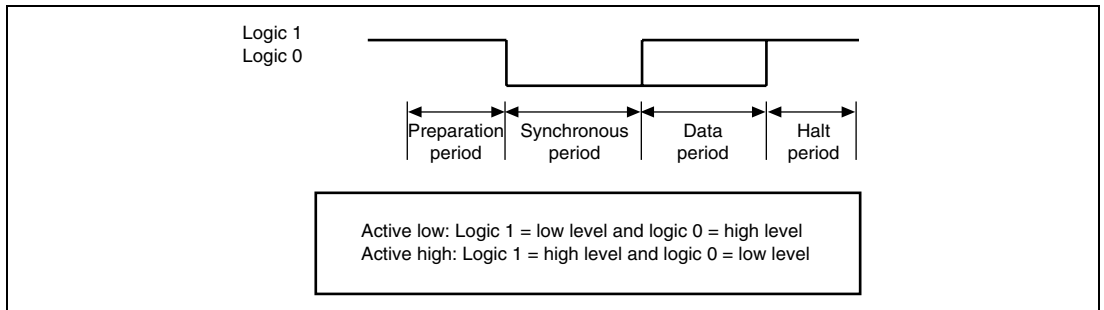 Logic 1
Logic 0
Preparation period
Synchronous period
Data period
Halt period
Active low: Logic 1 = low level and logic 0 = high level
Active high: Logic 1 = high level and logic 0 = low level